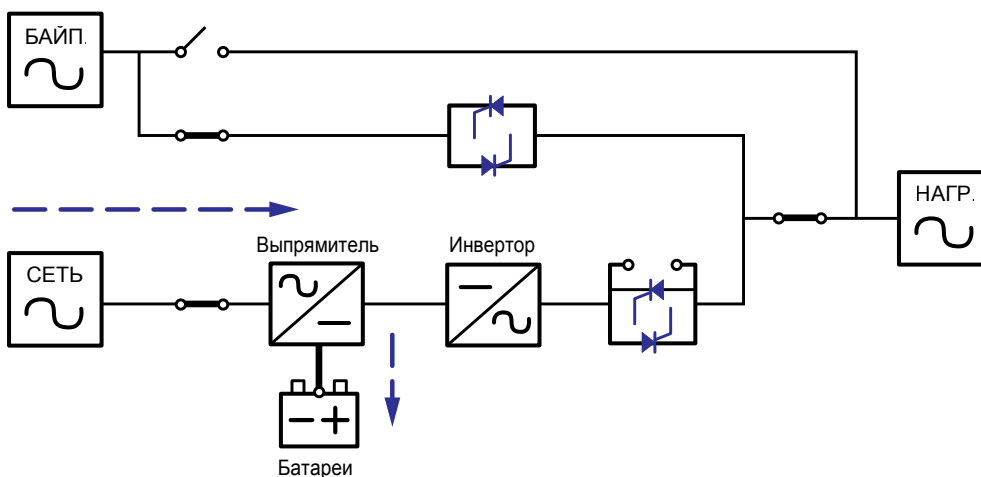 БАЙП.
НАГР.
Выпрямитель
Инвертор
СЕТЬ
Батареи